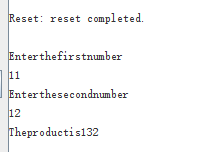 Reset: reset completed.
Enterthefirstnumber
11
Enterthesecondnumber
12
Theproductis132